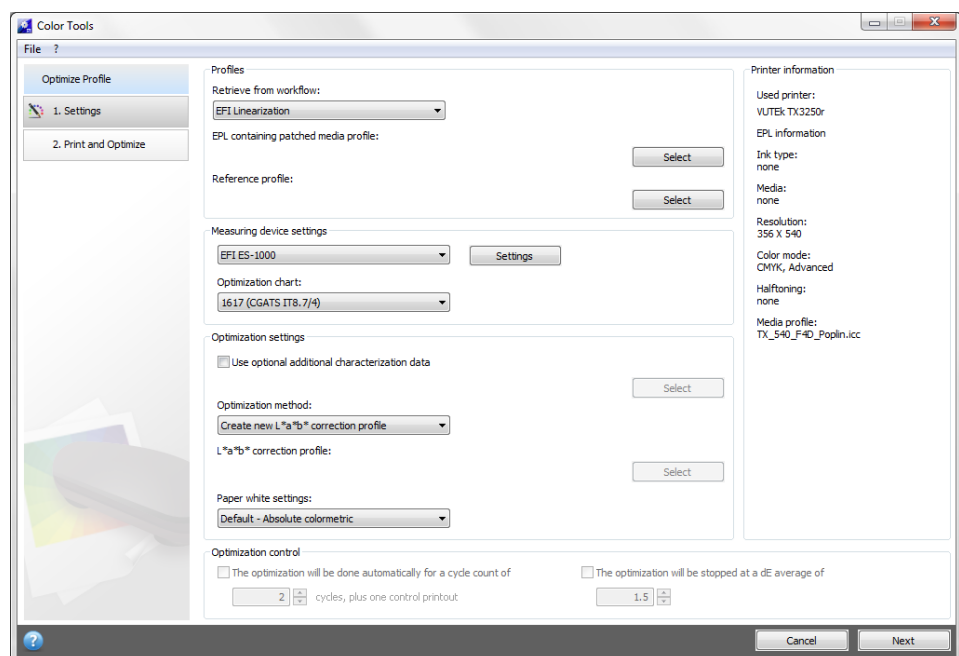 Color Tools
File ?
Optimize Profile
1. Settings
2. Print and Optimize
Profiles
Retrieve from workflow:
EFI Linearization
EPL containing patched media profile:
Select
Reference profile:
Select
Measuring device settings
EFI ES-1000
Settings
Optimization chart:
1617 (CGATS IT8.7/4)
Optimization settings
Use optional additional characterization data
Select
Optimization method:
Create new L*a*b* correction profile
L*a*b* correction profile:
Select
Paper white settings:
Default - Absolute colormetric
Optimization control
The optimization will be done automatically for a cycle count of
2 cycles, plus one control printout
The optimization will be stopped at a dE average of
1.5
Printer information
Used printer:
VUTEk TX3250r
EPL information
Ink type:
none
Media:
none
Resolution:
356 X 540
Color mode:
CMYK, Advanced
Halftoning:
none
Media profile:
TX_540_F4D_Poplin.icc
?
Cancel
Next